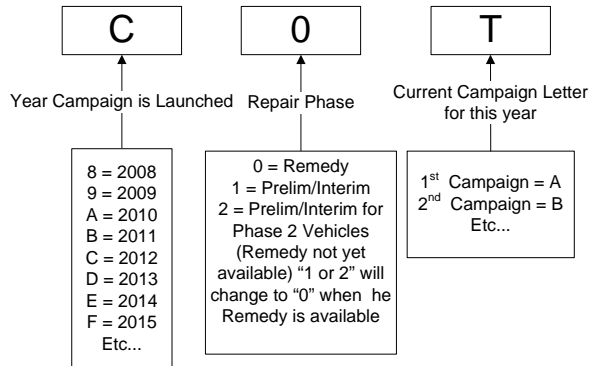 C 0 T
Year Campaign is Launched
Repair Phase
Current Campaign Letter
for this year
8 = 2008
9 = 2009
A = 2010
B = 2011
C = 2012
D = 2013
E = 2014
F = 2015
Etc...
0 = Remedy
1 = Prelim/Interim
2 = Prelim/Interim for
Phase 2 Vehicles
(Remedy not yet
available) “1 or 2” will
change to “0” when he
Remedy is available
1st Campaign = A
2nd Campaign = B
Etc...